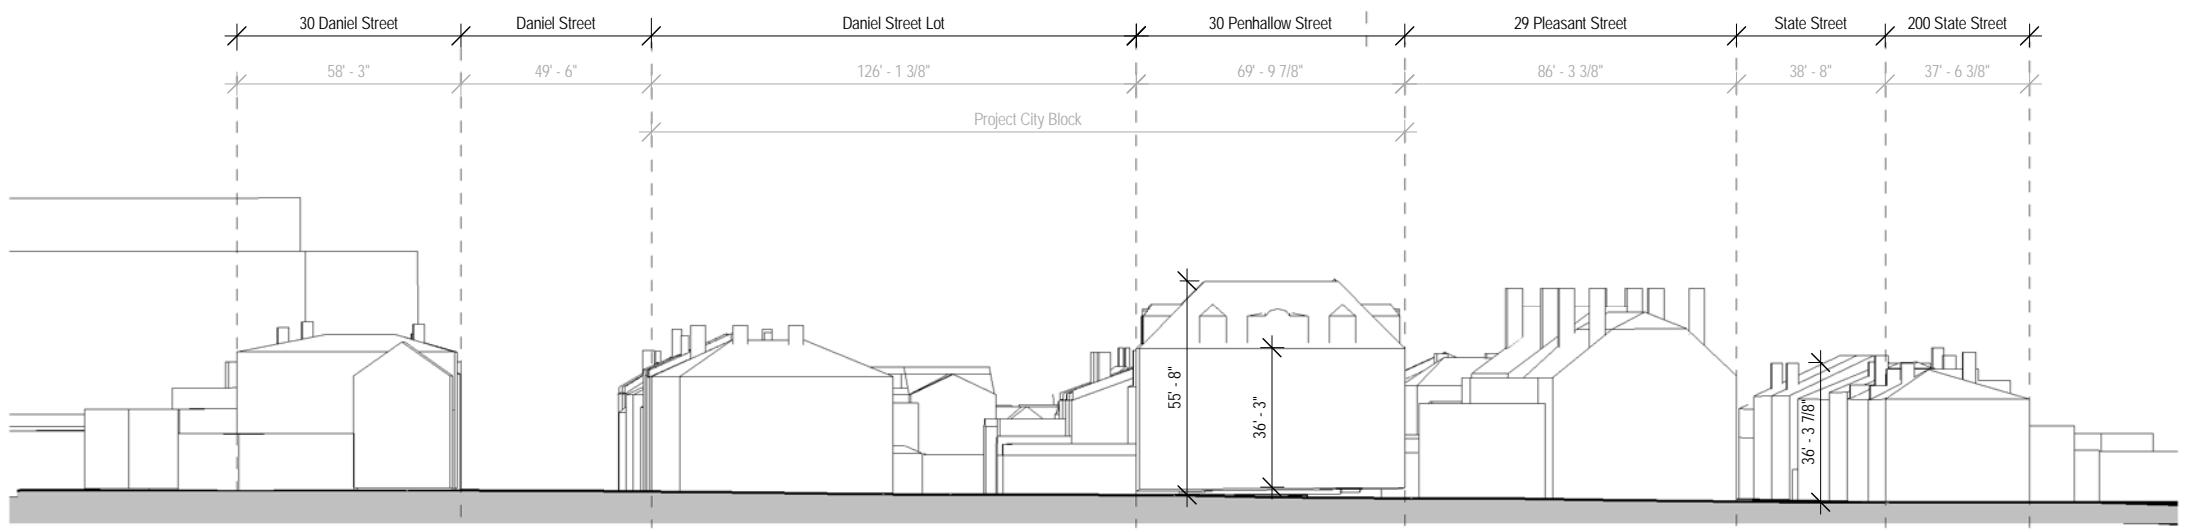 30 Daniel Street
Daniel Street
Daniel Street Lot
30 Penhallow Street
29 Pleasant Street
State Street
200 State Street
58' - 3"
49' - 6"
126' - 1 3/8"
69' - 9 7/8"
86' - 3 3/8"
38' - 8"
37' - 6 3/8"
Project City Block
55' - 8"
36' - 3"
36' - 3 7/8"